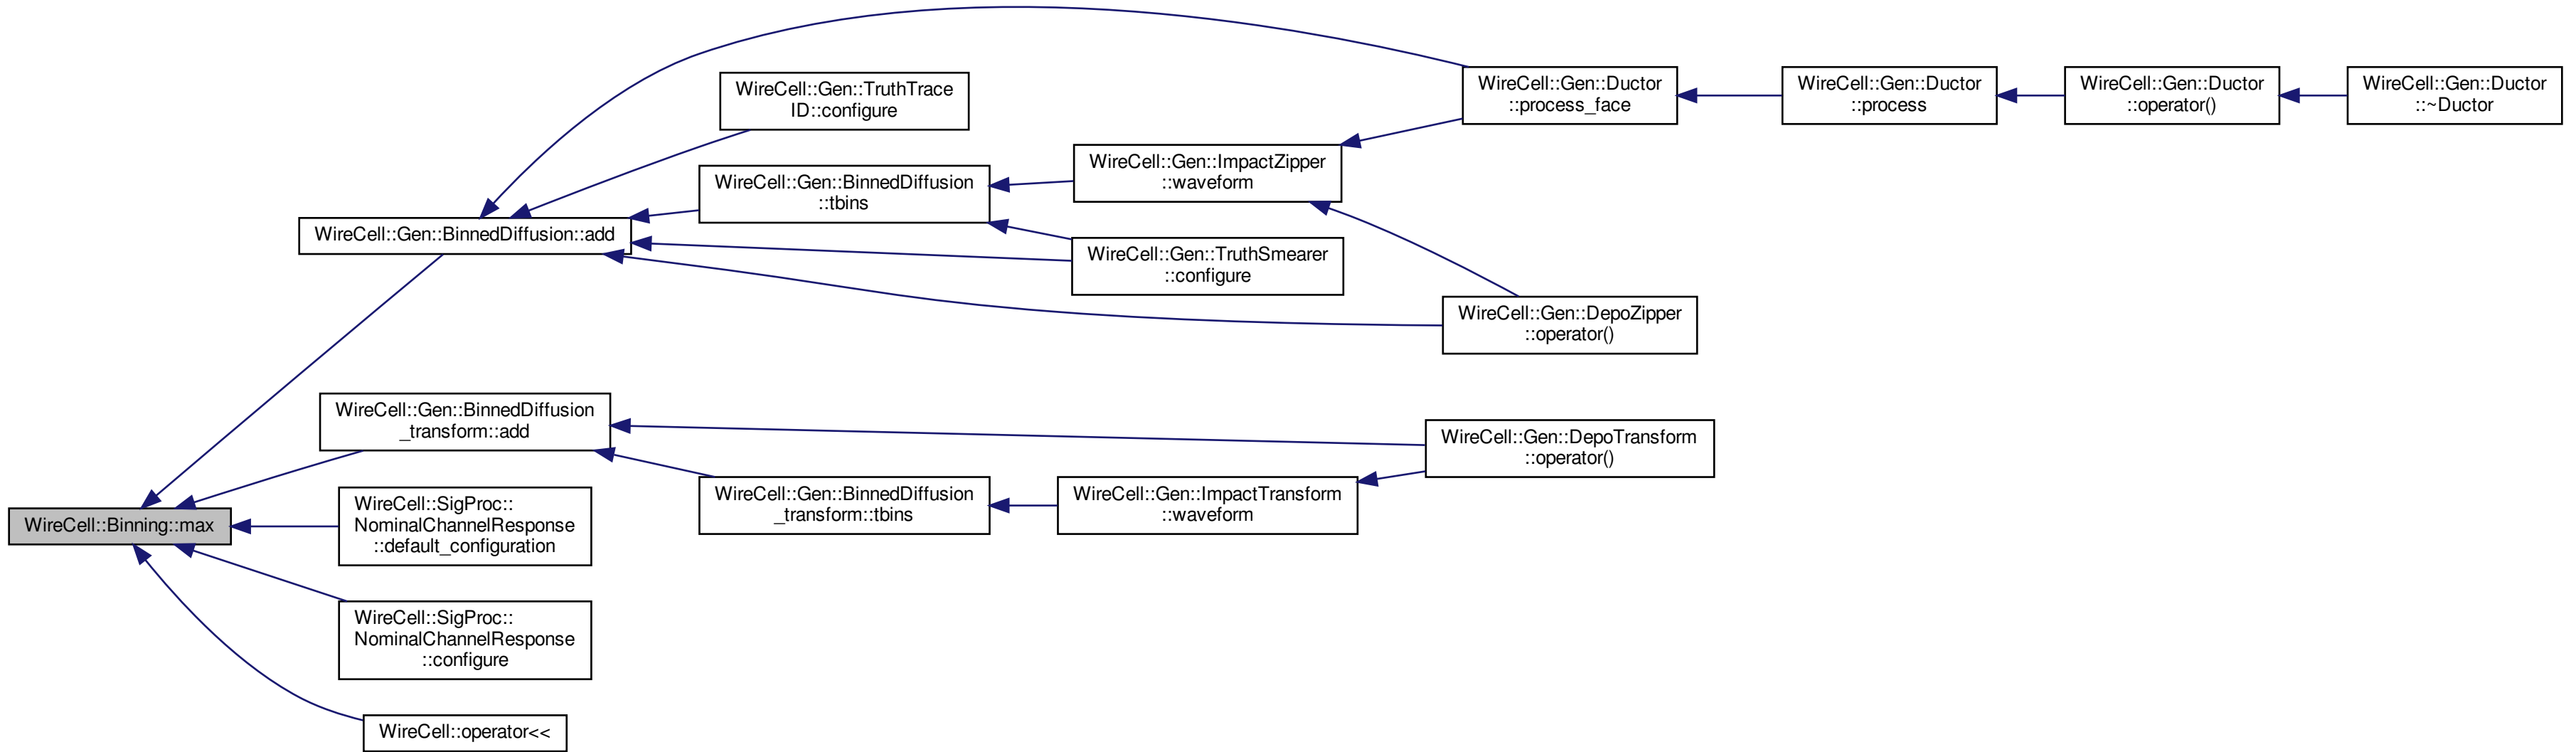 WireCell::Binning::max
WireCell::Gen::BinnedDiffusion::add
WireCell::Gen::Ductor
::process_face
WireCell::Gen::Ductor
::process
WireCell::Gen::Ductor
::operator()
WireCell::Gen::Ductor
::~Ductor
WireCell::Gen::TruthTrace
ID::configure
WireCell::Gen::BinnedDiffusion
::tbins
WireCell::Gen::ImpactZipper
::waveform
WireCell::Gen::TruthSmearer
::configure
WireCell::Gen::DepoZipper
::operator()
WireCell::Gen::BinnedDiffusion
_transform::add
WireCell::Gen::DepoTransform
::operator()
WireCell::Gen::BinnedDiffusion
_transform::tbins
WireCell::Gen::ImpactTransform
::waveform
WireCell::SigProc::
NominalChannelResponse
::default_configuration
WireCell::SigProc::
NominalChannelResponse
::configure
WireCell::operator<<